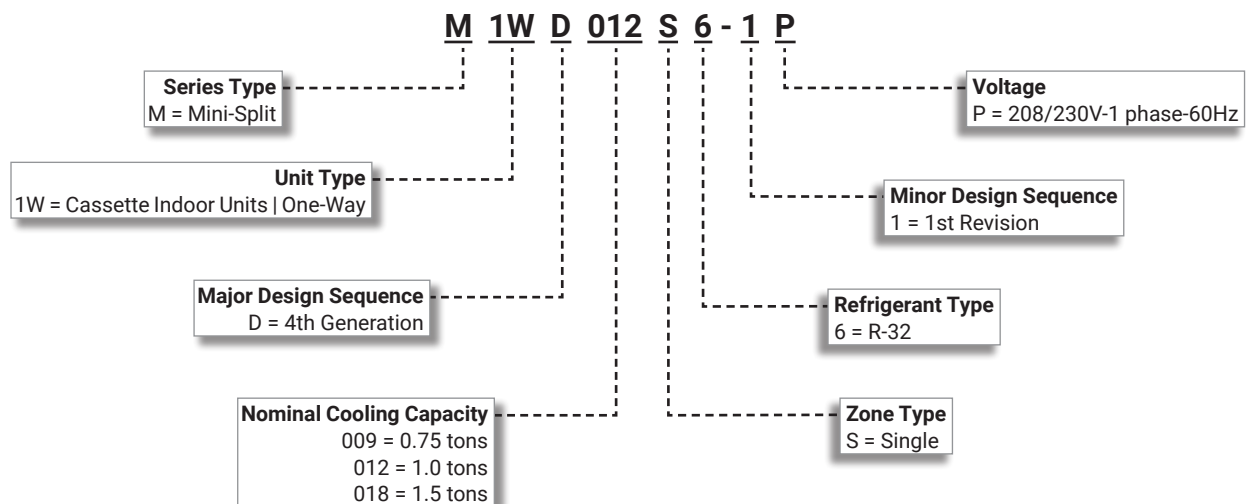 M 1W D 012 S 6 - 1 P
Series Type
M = Mini-Split
Voltage
P = 208/230V-1 phase-60Hz
Unit Type
1W = Cassette Indoor Units | One-Way
Minor Design Sequence
1 = 1st Revision
Major Design Sequence
D = 4th Generation
Refrigerant Type
6 = R-32
Nominal Cooling Capacity
009 = 0.75 tons
012 = 1.0 tons
018 = 1.5 tons
Zone Type
S = Single